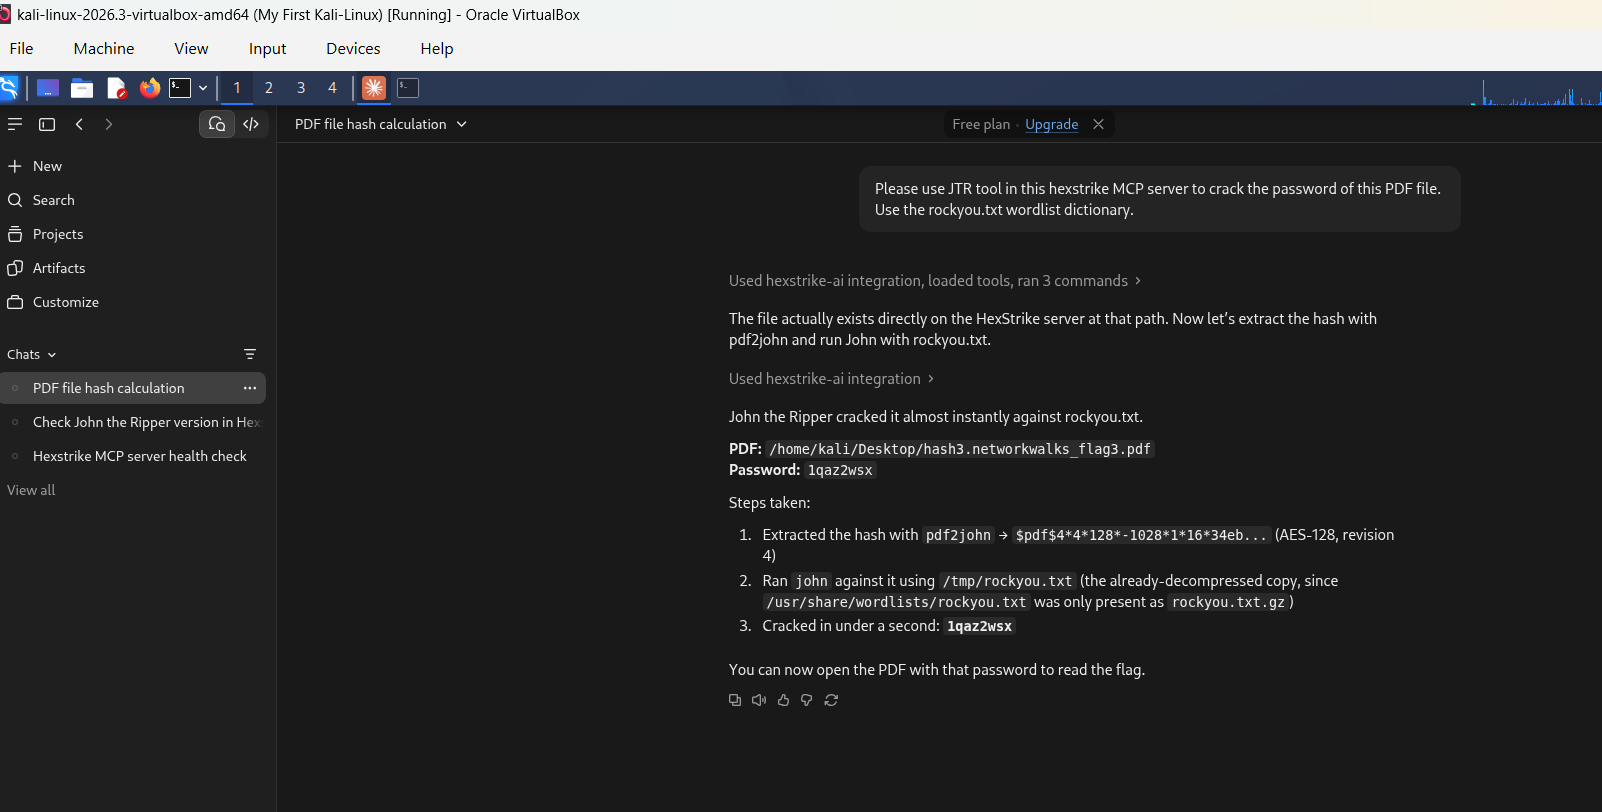 kali-linux-2026.3-virtualbox-amd64 (My First Kali-Linux) [Running] - Oracle VirtualBox
File Machine View Input Devices Help
1 2 3 4
PDF file hash calculation
Free plan · Upgrade
New
Search
Projects
Artifacts
Customize
Chats
PDF file hash calculation
Check John the Ripper version in Hex
Hexstrike MCP server health check
View all
Please use JTR tool in this hexstrike MCP server to crack the password of this PDF file.
Use the rockyou.txt wordlist dictionary.
Used hexstrike-ai integration, loaded tools, ran 3 commands >
The file actually exists directly on the HexStrike server at that path. Now let's extract the hash with
pdf2john and run John with rockyou.txt.
Used hexstrike-ai integration >
John the Ripper cracked it almost instantly against rockyou.txt.
PDF: /home/kali/Desktop/hash3.networkwalks_flag3.pdf
Password: 1qaz2wsx
Steps taken:
1. Extracted the hash with pdf2john → $pdf$4*4*128*-1028*1*16*34eb... (AES-128, revision
4)
2. Ran john against it using /tmp/rockyou.txt (the already-decompressed copy, since
/usr/share/wordlists/rockyou.txt was only present as rockyou.txt.gz )
3. Cracked in under a second: 1qaz2wsx
You can now open the PDF with that password to read the flag.